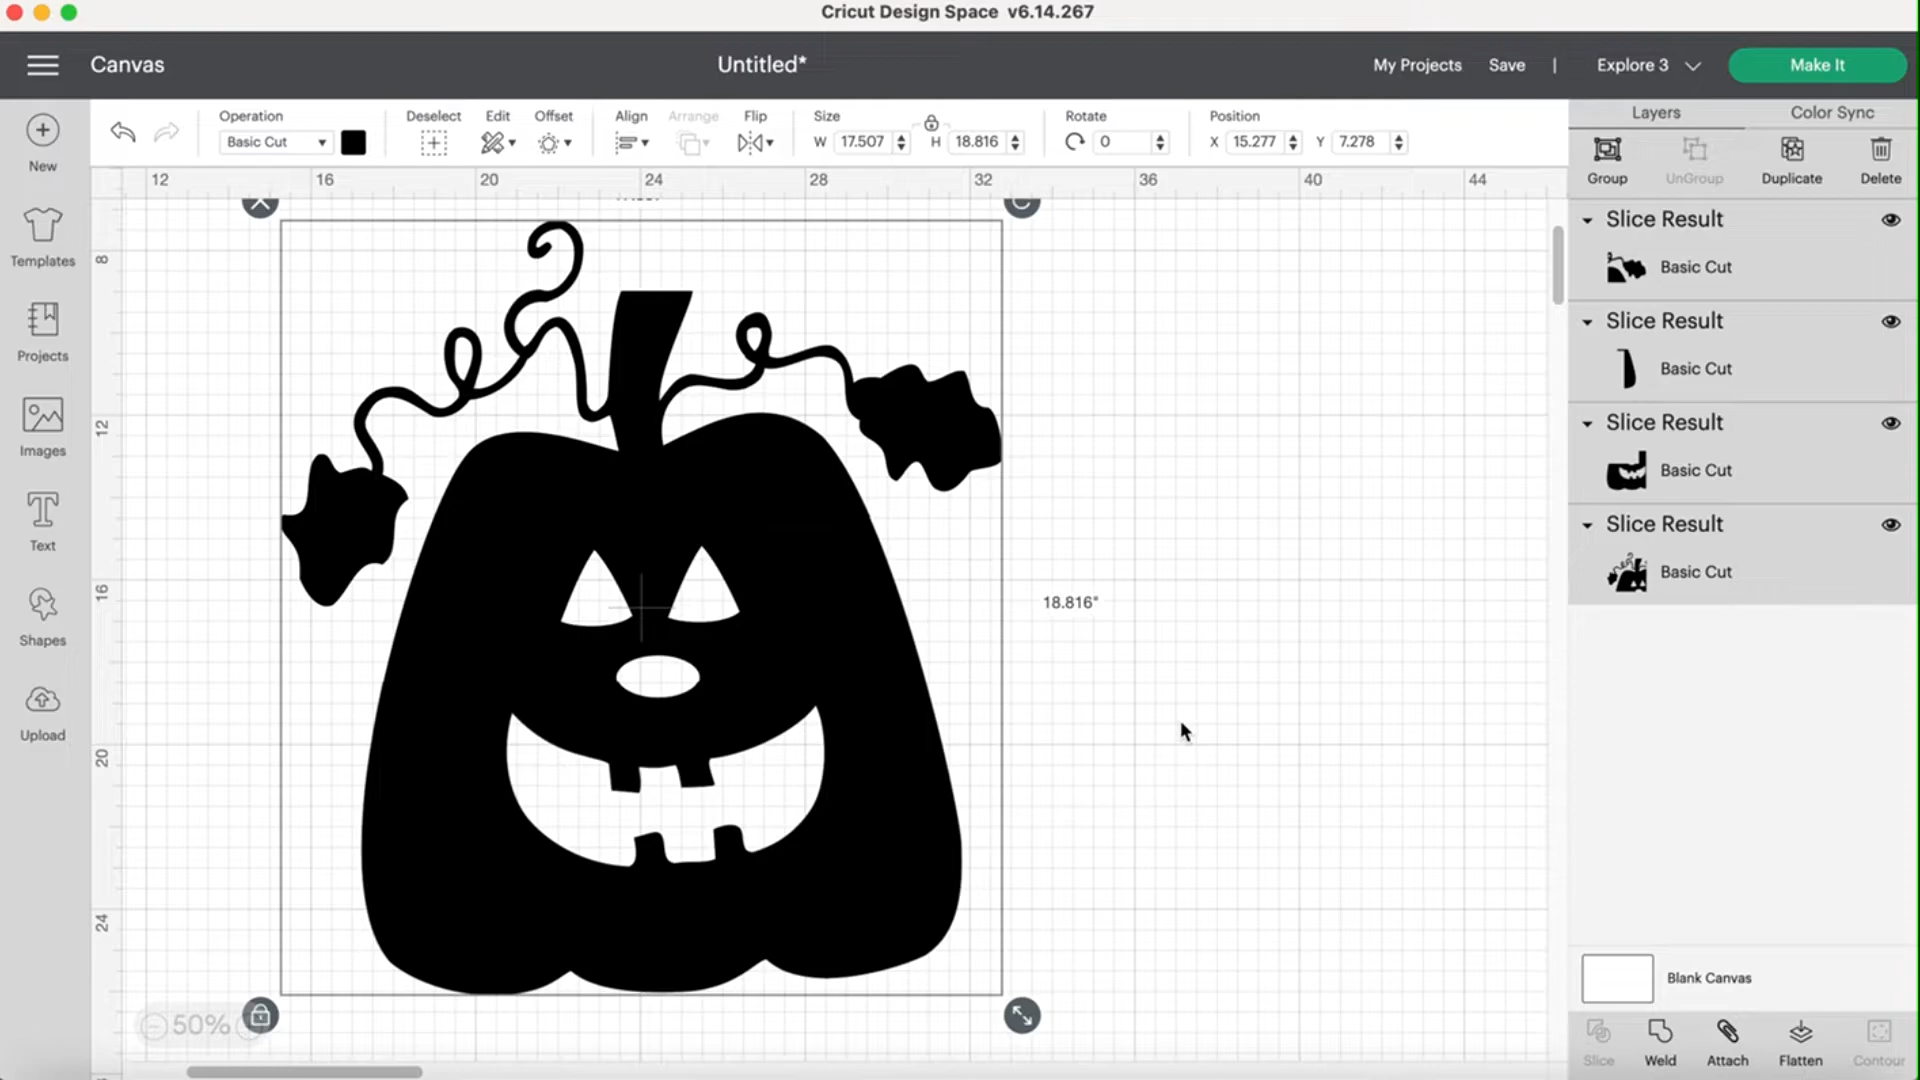 Cricut Design Space v6.14.267
Canvas
Untitled*
My Projects
Save
|
Explore 3
Make It
Operation
Basic Cut
Deselect
Edit
Offset
Align
Arrange
Flip
Size
W 17.507
H 18.816
Rotate
0
Position
X 15.277
Y 7.278
Layers
Color Sync
New
Templates
Projects
Images
Text
Shapes
Upload
12 16 20 24 28 32 36 40 44
8
12
16
20
24
18.816"
50%
Group
UnGroup
Duplicate
Delete
Slice Result
Basic Cut
Slice Result
Basic Cut
Slice Result
Basic Cut
Slice Result
Basic Cut
Blank Canvas
Slice
Weld
Attach
Flatten
Contour